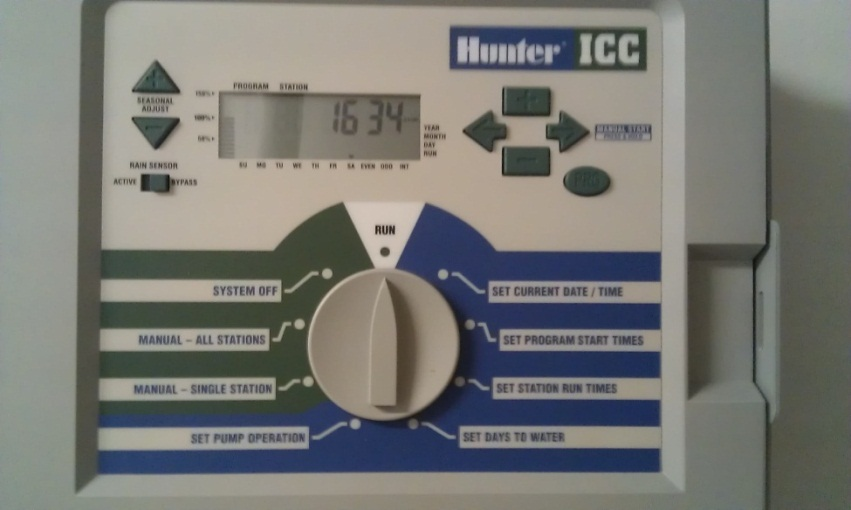 Hunter ICC
PROGRAM STATION
SEASONAL
ADJUST
150%
100%
50%
16 34
YEAR
MONTH
DAY
RUN
SU MO TU WE TH FR SA EVEN ODD INT
MANUAL START
RAIN SENSOR
ACTIVE BYPASS
PRG
RUN
SYSTEM OFF
MANUAL – ALL STATIONS
MANUAL – SINGLE STATION
SET PUMP OPERATION
SET CURRENT DATE / TIME
SET PROGRAM START TIMES
SET STATION RUN TIMES
SET DAYS TO WATER